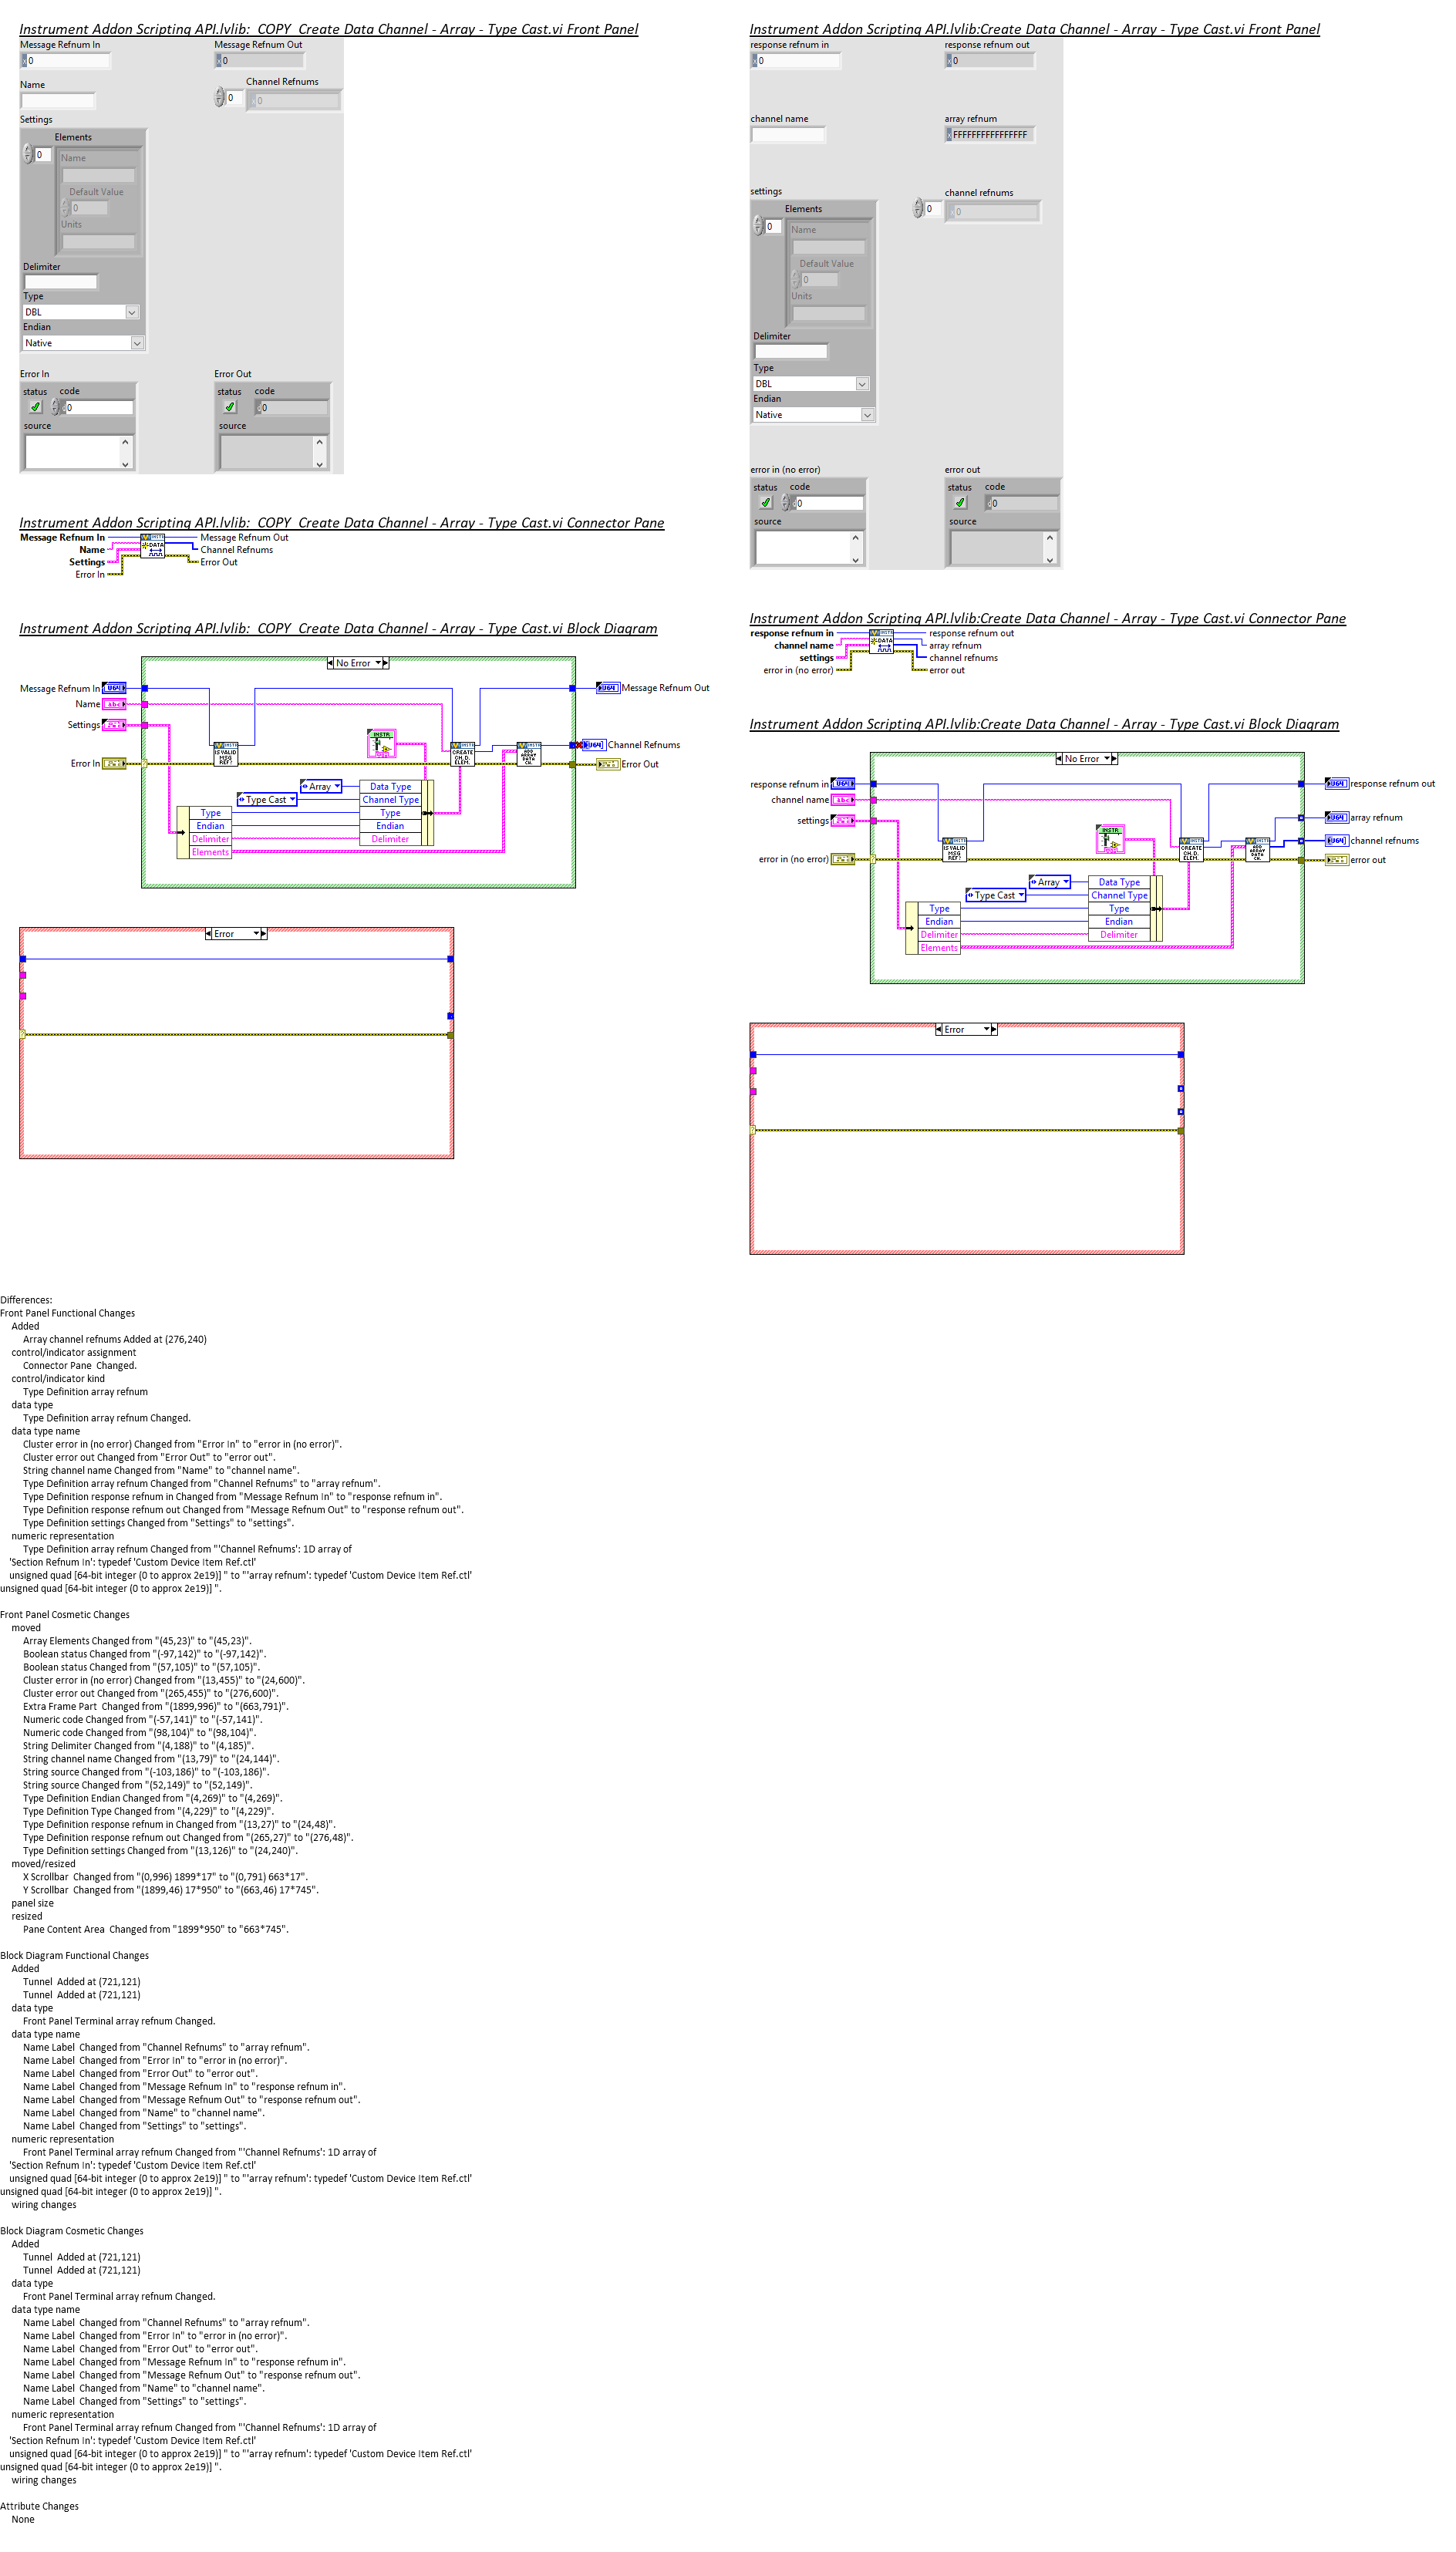 Instrument Addon Scripting API.lvlib:_COPY_Create Data Channel - Array - Type Cast.vi Front Panel
Message Refnum In
Message Refnum Out
0
0
Name
Channel Refnums
0
0
Settings
Elements
0
Name
Default Value
0
Units
Delimiter
Type
DBL
Endian
Native
Error In
Error Out
status
code
status
code
0
0
source
source
Instrument Addon Scripting API.lvlib:_COPY_Create Data Channel - Array - Type Cast.vi Connector Pane
Message Refnum In
Message Refnum Out
Name
Channel Refnums
Settings
Error Out
Error In
Instrument Addon Scripting API.lvlib:_COPY_Create Data Channel - Array - Type Cast.vi Block Diagram
No Error
Message Refnum In
Message Refnum Out
Name
Settings
Channel Refnums
Error In
Error Out
Array
Data Type
Type Cast
Channel Type
Type
Type
Endian
Endian
Delimiter
Delimiter
Elements
Error
Instrument Addon Scripting API.lvlib:Create Data Channel - Array - Type Cast.vi Front Panel
response refnum in
response refnum out
0
0
channel name
array refnum
FFFFFFFFFFFFFFFF
settings
channel refnums
0
0
Elements
0
Name
Default Value
0
Units
Delimiter
Type
DBL
Endian
Native
error in (no error)
error out
status
code
status
code
0
0
source
source
Instrument Addon Scripting API.lvlib:Create Data Channel - Array - Type Cast.vi Connector Pane
response refnum in
response refnum out
channel name
array refnum
settings
channel refnums
error in (no error)
error out
Instrument Addon Scripting API.lvlib:Create Data Channel - Array - Type Cast.vi Block Diagram
No Error
response refnum in
response refnum out
channel name
settings
array refnum
channel refnums
error in (no error)
error out
Array
Data Type
Type Cast
Channel Type
Type
Type
Endian
Endian
Delimiter
Delimiter
Elements
Error
Differences:
Front Panel Functional Changes
Added
Array channel refnums Added at (276,240)
control/indicator assignment
Connector Pane  Changed.
control/indicator kind
Type Definition array refnum
data type
Type Definition array refnum Changed.
data type name
Cluster error in (no error) Changed from "Error In" to "error in (no error)".
Cluster error out Changed from "Error Out" to "error out".
String channel name Changed from "Name" to "channel name".
Type Definition array refnum Changed from "Channel Refnums" to "array refnum".
Type Definition response refnum in Changed from "Message Refnum In" to "response refnum in".
Type Definition response refnum out Changed from "Message Refnum Out" to "response refnum out".
Type Definition settings Changed from "Settings" to "settings".
numeric representation
Type Definition array refnum Changed from "'Channel Refnums': 1D array of
'Section Refnum In': typedef 'Custom Device Item Ref.ctl'
unsigned quad [64-bit integer (0 to approx 2e19)] " to "'array refnum': typedef 'Custom Device Item Ref.ctl'
unsigned quad [64-bit integer (0 to approx 2e19)] ".
Front Panel Cosmetic Changes
moved
Array Elements Changed from "(45,23)" to "(45,23)".
Boolean status Changed from "(-97,142)" to "(-97,142)".
Boolean status Changed from "(57,105)" to "(57,105)".
Cluster error in (no error) Changed from "(13,455)" to "(24,600)".
Cluster error out Changed from "(265,455)" to "(276,600)".
Extra Frame Part  Changed from "(1899,996)" to "(663,791)".
Numeric code Changed from "(-57,141)" to "(-57,141)".
Numeric code Changed from "(98,104)" to "(98,104)".
String Delimiter Changed from "(4,188)" to "(4,185)".
String channel name Changed from "(13,79)" to "(24,144)".
String source Changed from "(-103,186)" to "(-103,186)".
String source Changed from "(52,149)" to "(52,149)".
Type Definition Endian Changed from "(4,269)" to "(4,269)".
Type Definition Type Changed from "(4,229)" to "(4,229)".
Type Definition response refnum in Changed from "(13,27)" to "(24,48)".
Type Definition response refnum out Changed from "(265,27)" to "(276,48)".
Type Definition settings Changed from "(13,126)" to "(24,240)".
moved/resized
X Scrollbar  Changed from "(0,996) 1899*17" to "(0,791) 663*17".
Y Scrollbar  Changed from "(1899,46) 17*950" to "(663,46) 17*745".
panel size
resized
Pane Content Area  Changed from "1899*950" to "663*745".
Block Diagram Functional Changes
Added
Tunnel  Added at (721,121)
Tunnel  Added at (721,121)
data type
Front Panel Terminal array refnum Changed.
data type name
Name Label  Changed from "Channel Refnums" to "array refnum".
Name Label  Changed from "Error In" to "error in (no error)".
Name Label  Changed from "Error Out" to "error out".
Name Label  Changed from "Message Refnum In" to "response refnum in".
Name Label  Changed from "Message Refnum Out" to "response refnum out".
Name Label  Changed from "Name" to "channel name".
Name Label  Changed from "Settings" to "settings".
numeric representation
Front Panel Terminal array refnum Changed from "'Channel Refnums': 1D array of
'Section Refnum In': typedef 'Custom Device Item Ref.ctl'
unsigned quad [64-bit integer (0 to approx 2e19)] " to "'array refnum': typedef 'Custom Device Item Ref.ctl'
unsigned quad [64-bit integer (0 to approx 2e19)] ".
wiring changes
Block Diagram Cosmetic Changes
Added
Tunnel  Added at (721,121)
Tunnel  Added at (721,121)
data type
Front Panel Terminal array refnum Changed.
data type name
Name Label  Changed from "Channel Refnums" to "array refnum".
Name Label  Changed from "Error In" to "error in (no error)".
Name Label  Changed from "Error Out" to "error out".
Name Label  Changed from "Message Refnum In" to "response refnum in".
Name Label  Changed from "Message Refnum Out" to "response refnum out".
Name Label  Changed from "Name" to "channel name".
Name Label  Changed from "Settings" to "settings".
numeric representation
Front Panel Terminal array refnum Changed from "'Channel Refnums': 1D array of
'Section Refnum In': typedef 'Custom Device Item Ref.ctl'
unsigned quad [64-bit integer (0 to approx 2e19)] " to "'array refnum': typedef 'Custom Device Item Ref.ctl'
unsigned quad [64-bit integer (0 to approx 2e19)] ".
wiring changes
Attribute Changes
None